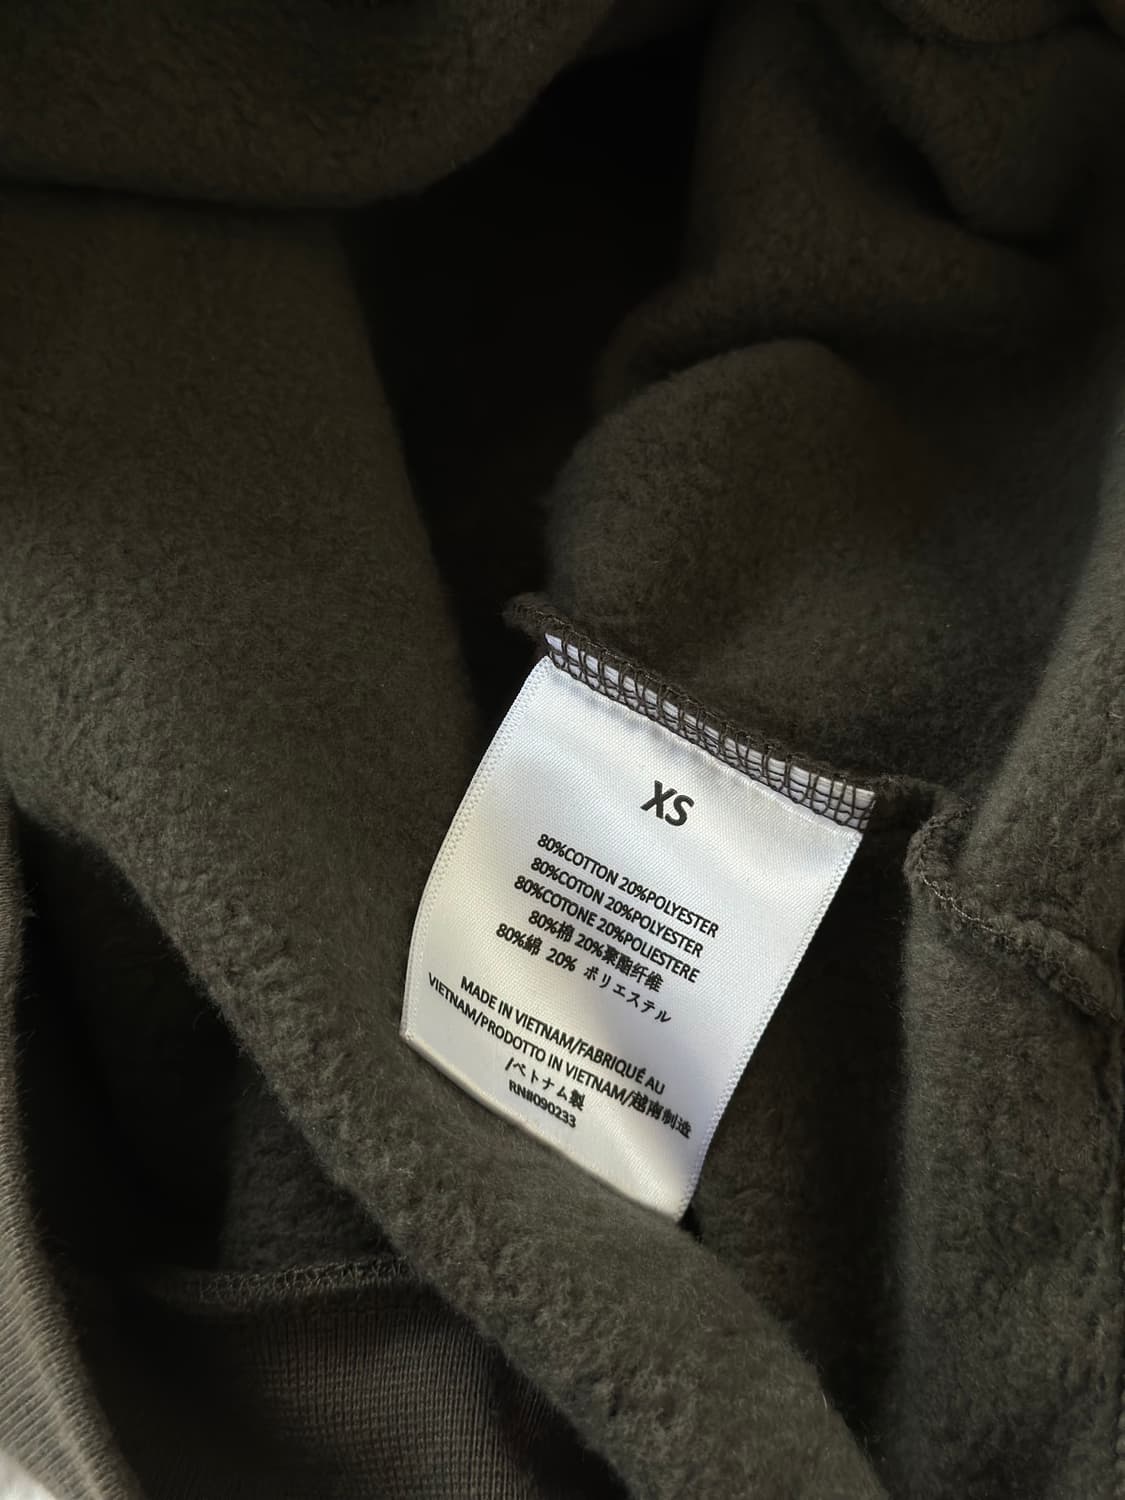 XS
80%COTTON 20%POLYESTER
80%COTON 20%POLYESTER
80%COTONE 20%POLIESTERE
80%棉 20%聚酯纤维
80%綿 20% ポリエステル
MADE IN VIETNAM/FABRIQUÉ AU
VIETNAM/PRODOTTO IN VIETNAM/越南制造
/ベトナム製
RN#090233